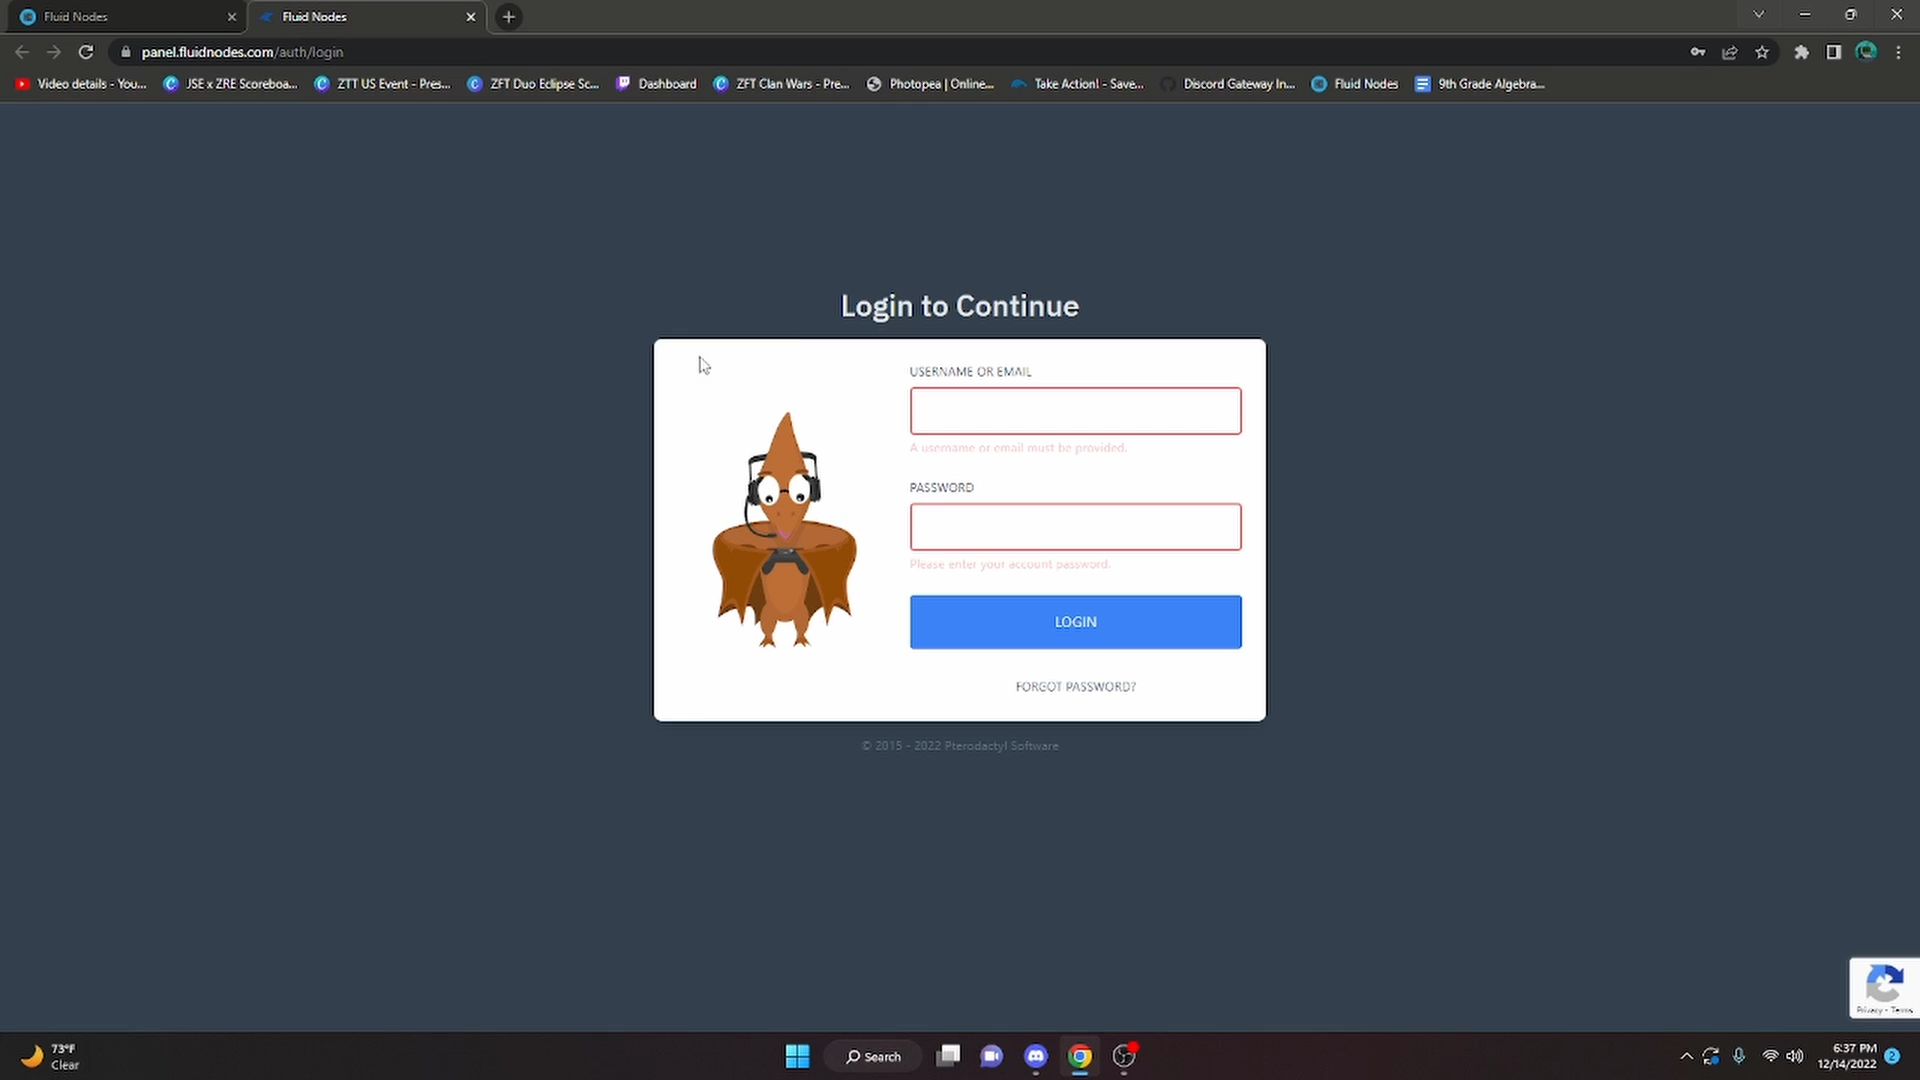 Fluid Nodes
Fluid Nodes
panel.fluidnodes.com/auth/login
Video details - You...
JSE x ZRE Scoreboa...
ZTT US Event - Pres...
ZFT Duo Eclipse Sc...
Dashboard
ZFT Clan Wars - Pre...
Photopea | Online...
Take Action! - Save...
Discord Gateway In...
Fluid Nodes
9th Grade Algebra...
Login to Continue
USERNAME OR EMAIL
A username or email must be provided.
PASSWORD
Please enter your account password.
LOGIN
FORGOT PASSWORD?
© 2015 - 2022 Pterodactyl Software
Privacy - Terms
73°F
Clear
Search
6:37 PM
12/14/2022
2